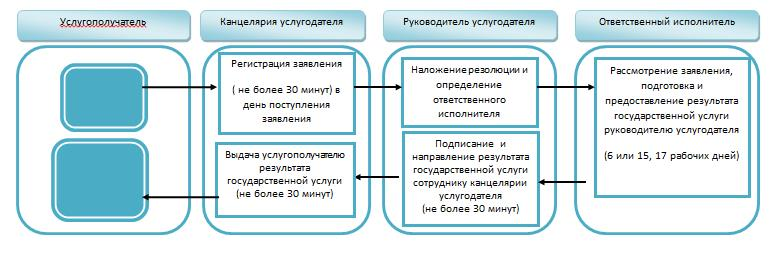 Услугополучатель
Канцелярия услугодателя
Руководитель услугодателя
Ответственный исполнитель
Регистрация заявления
( не более 30 минут) в
день поступления
заявления
Наложение резолюции и
определение
ответственного
исполнителя
Рассмотрение заявления,
подготовка и
предоставление результата
государственной услуги
руководителю услугодателя
(6 или 15, 17 рабочих дней)
Выдача услугополучателю
результата
государственной услуги
(не более 30 минут)
Подписание и
направление результата
государственной услуги
сотруднику канцелярии
услугодателя
(не более 30 минут)